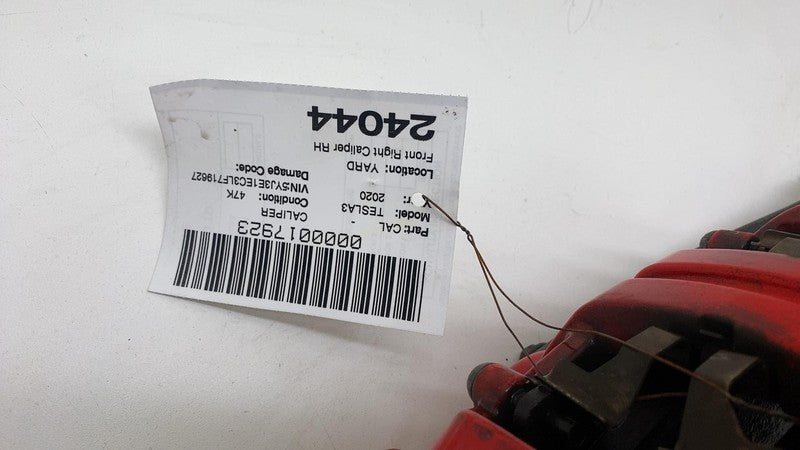 0000017923
Part: CAL - CALIPER
Model: TESLA3 Condition: 47K
Year: 2020 VIN:5YJ3E1EC3LF719627
Location: YARD Damage Code:
Front Right Caliper RH
24044